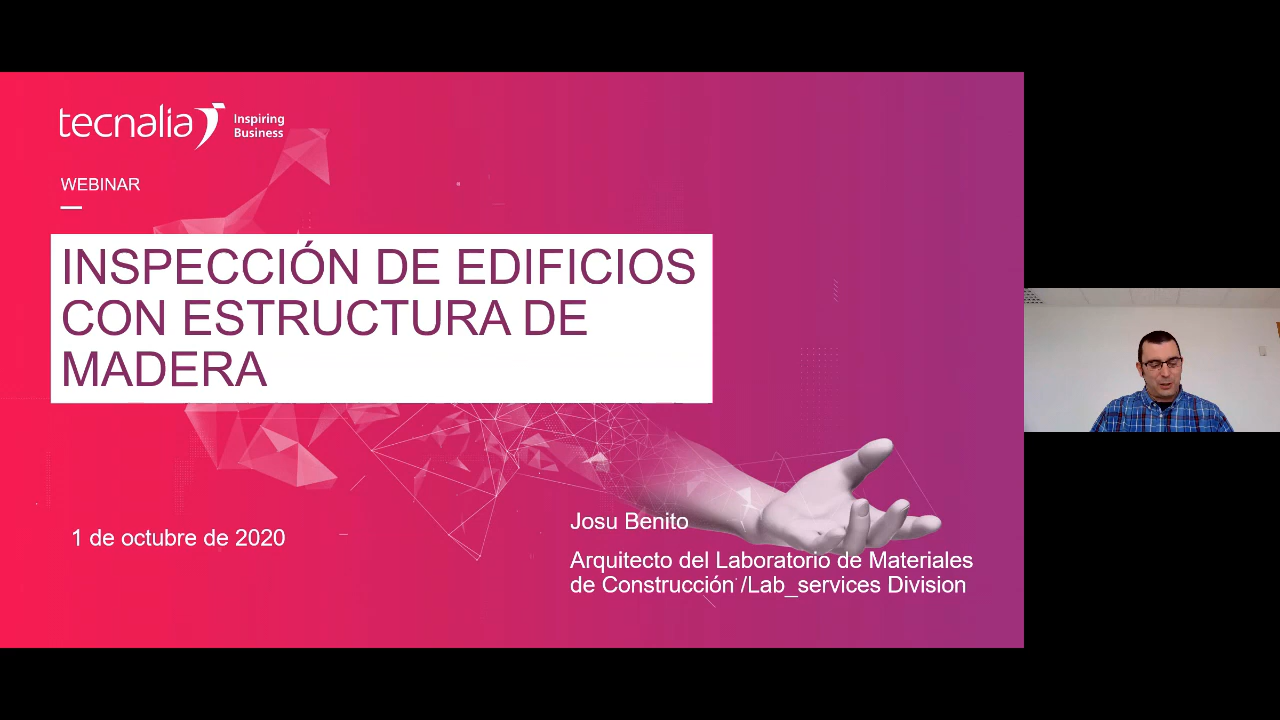 tecnalia Inspiring
Business
WEBINAR
INSPECCIÓN DE EDIFICIOS
CON ESTRUCTURA DE
MADERA
1 de octubre de 2020
Josu Benito
Arquitecto del Laboratorio de Materiales
de Construcción /Lab_services Division